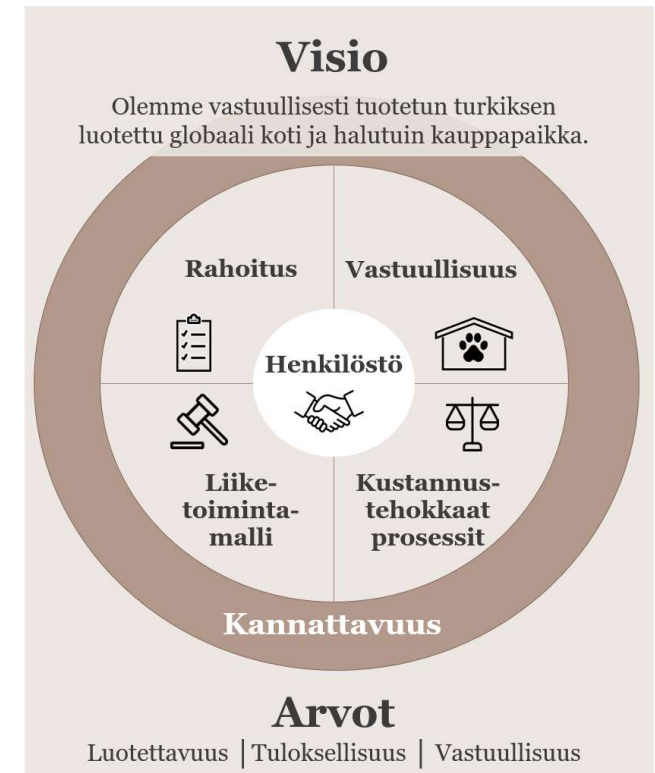 Visio
Olemme vastuullisesti tuotetun turkiksen
luotettu globaali koti ja halutuin kauppapaikka.
Rahoitus
Vastuullisuus
Henkilöstö
Liike-
toiminta-
malli
Kustannus-
tehokkaat
prosessit
Kannattavuus
Arvot
Luotettavuus | Tuloksellisuus | Vastuullisuus